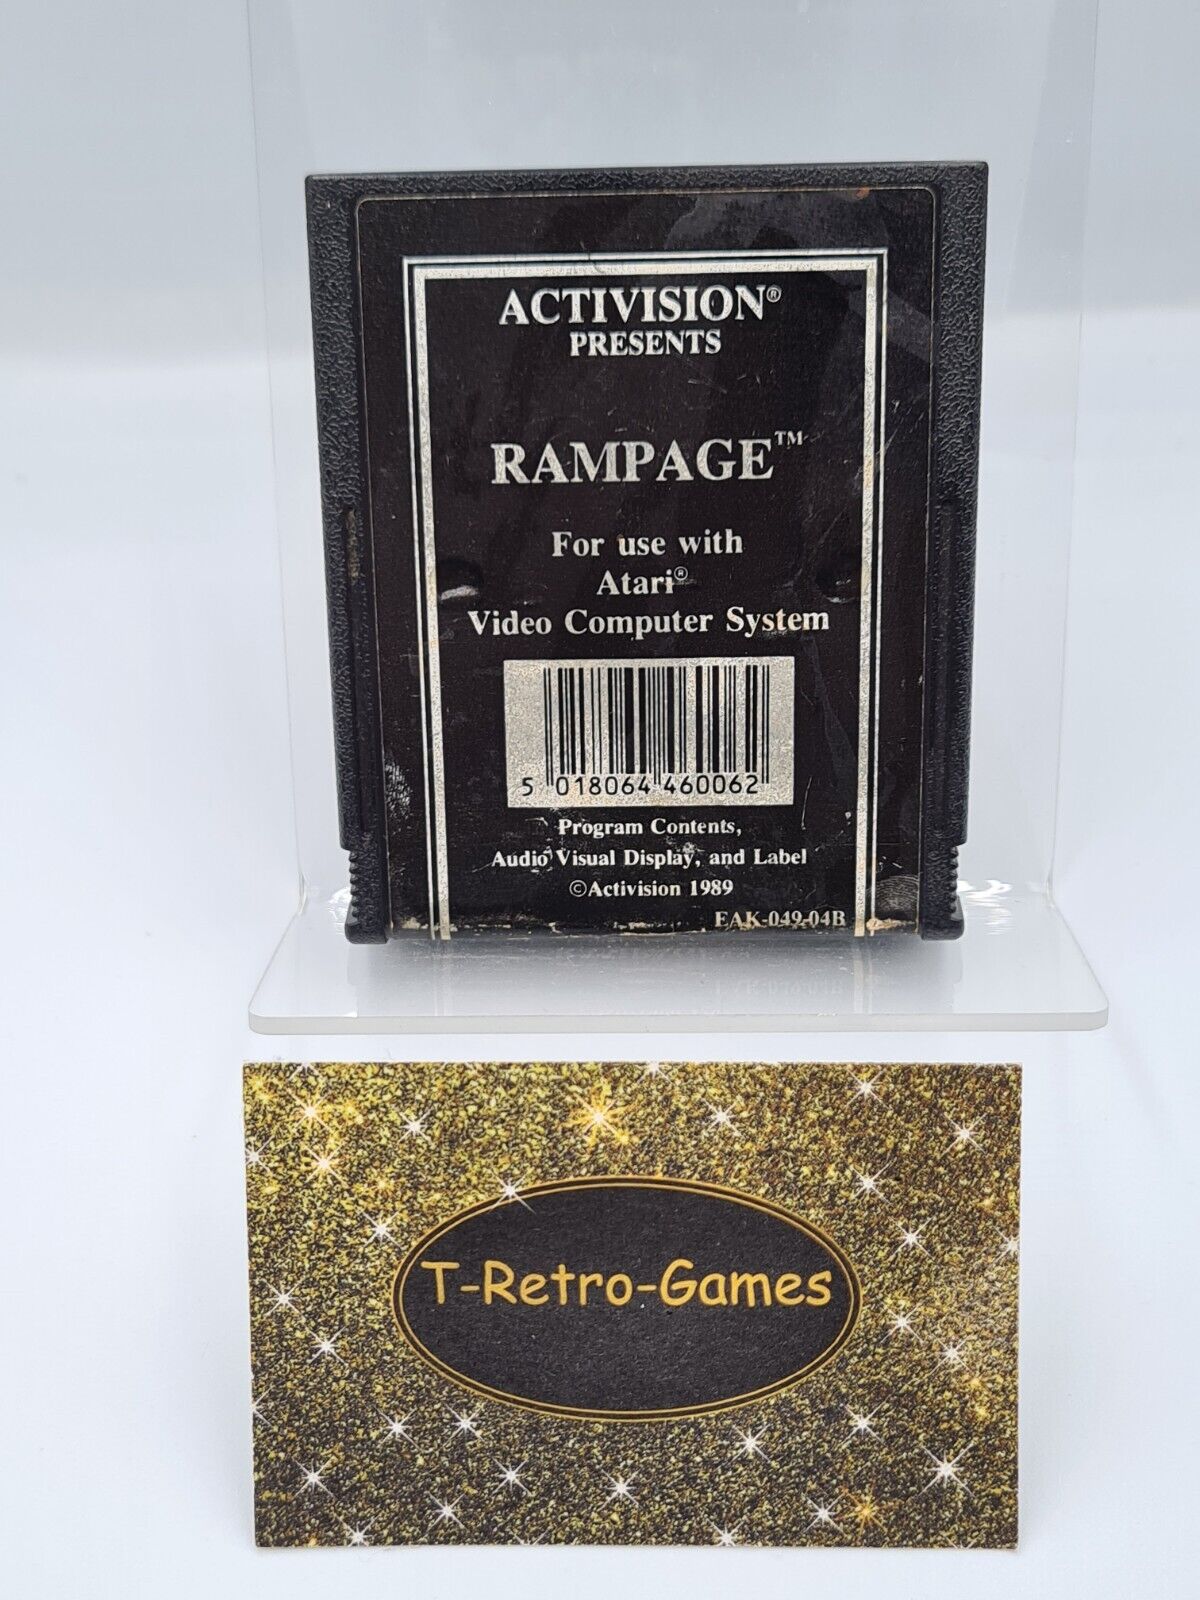 ACTIVISION®
PRESENTS
RAMPAGE™
For use with
Atari®
Video Computer System
5 018064 460062
Program Contents,
Audio Visual Display, and Label
©Activision 1989
EAK-049-04B
T-Retro-Games